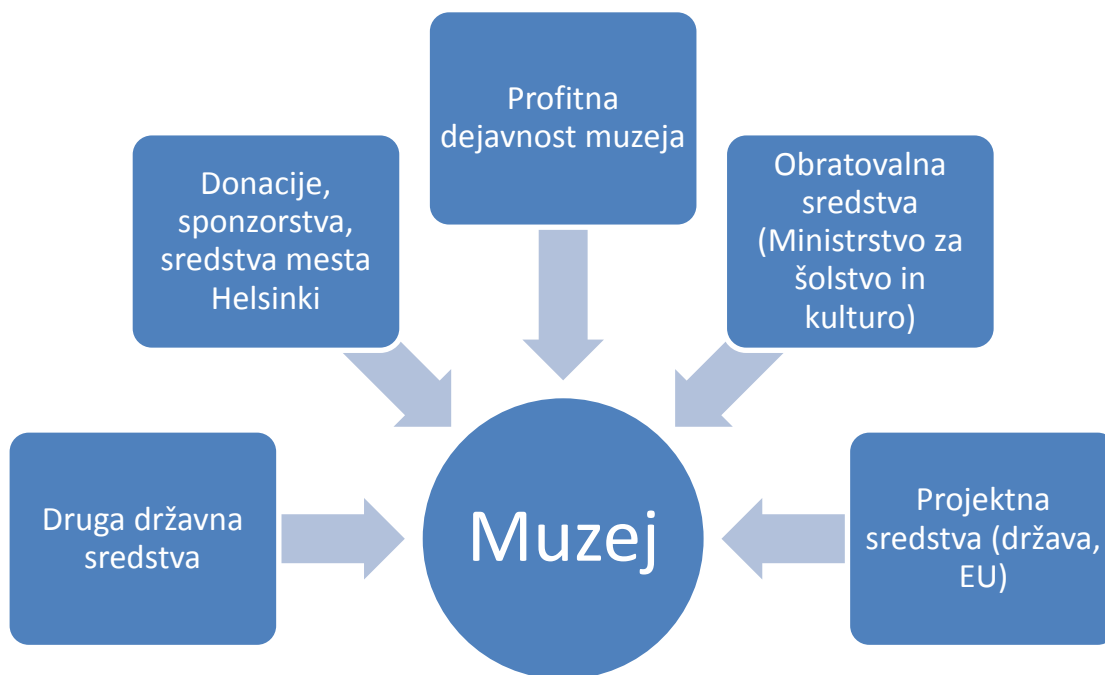 Profitna
dejavnost muzeja
Donacije,
sponzorstva,
sredstva mesta
Helsinki
Obratovalna
sredstva
(Ministrstvo za
šolstvo in
kulturo)
Druga državna
sredstva
Muzej
Projektna
sredstva (država,
EU)